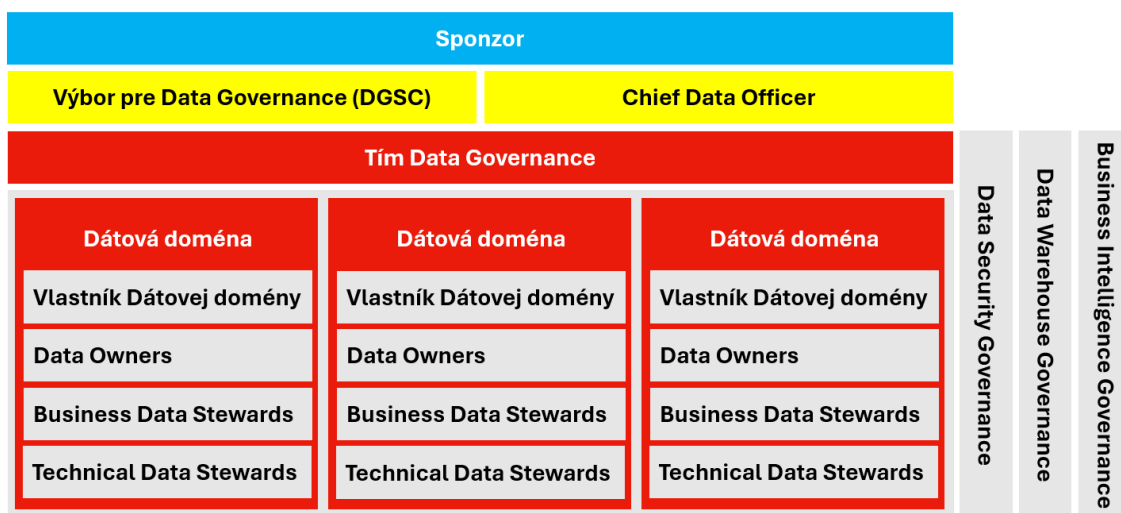 Sponzor
Výbor pre Data Governance (DGSC)
Chief Data Officer
Tím Data Governance
Dátová doména
Vlastník Dátovej domény
Data Owners
Business Data Stewards
Technical Data Stewards
Dátová doména
Vlastník Dátovej domény
Data Owners
Business Data Stewards
Technical Data Stewards
Dátová doména
Vlastník Dátovej domény
Data Owners
Business Data Stewards
Technical Data Stewards
Data Security Governance
Data Warehouse Governance
Business Intelligence Governance